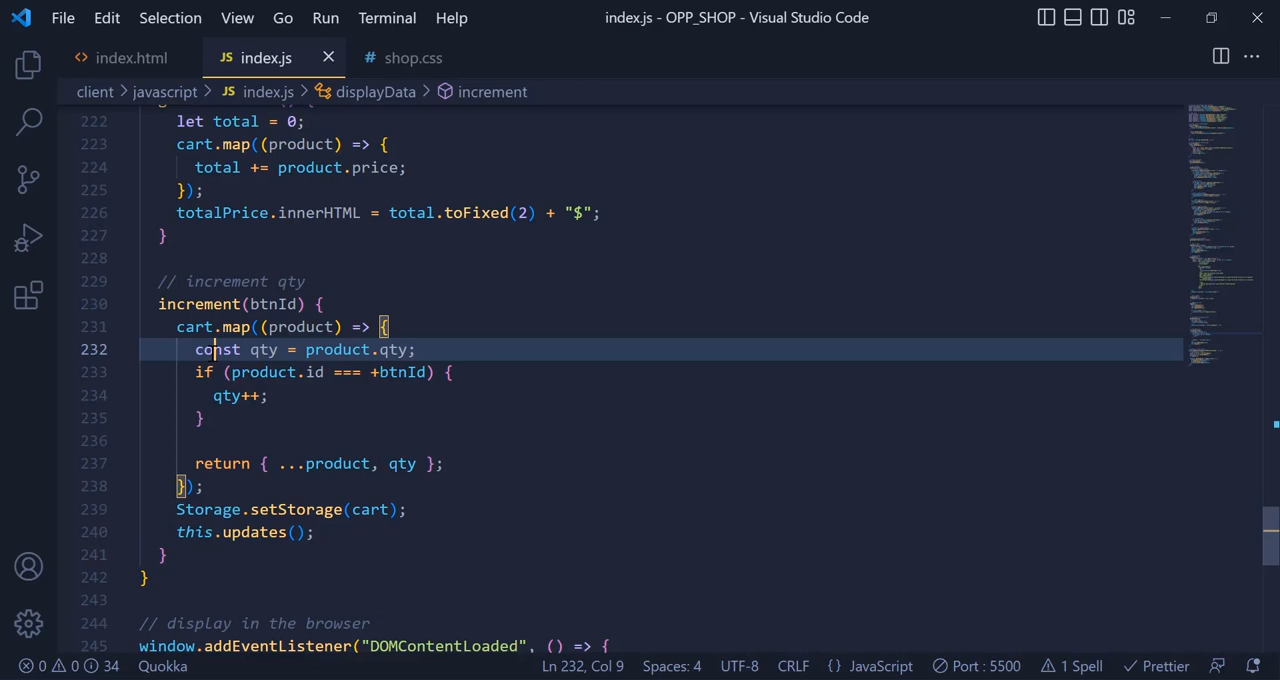 File Edit Selection View Go Run Terminal Help index.js - OPP_SHOP - Visual Studio Code
<> index.html JS index.js × # shop.css
client > javascript > JS index.js > displayData > increment
222 let total = 0;
223 cart.map((product) => {
224 total += product.price;
225 });
226 totalPrice.innerHTML = total.toFixed(2) + "$";
227 }
228
229 // increment qty
230 increment(btnId) {
231 cart.map((product) => {
232 const qty = product.qty;
233 if (product.id === +btnId) {
234 qty++;
235 }
236
237 return { ...product, qty };
238 });
239 Storage.setStorage(cart);
240 this.updates();
241 }
242 }
243
244 // display in the browser
245 window.addEventListener("DOMContentLoaded", () => {
0 0 34 Quokka Ln 232, Col 9 Spaces: 4 UTF-8 CRLF {} JavaScript Port : 5500 1 Spell Prettier